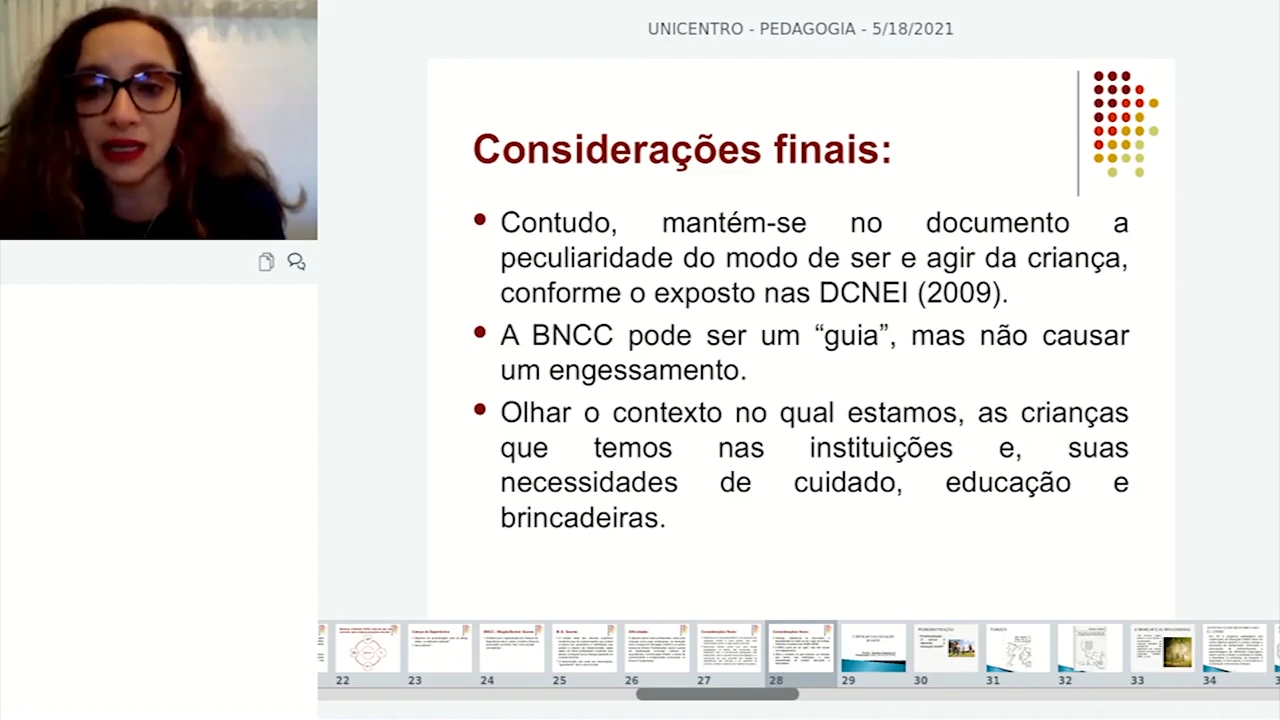 UNICENTRO - PEDAGOGIA - 5/18/2021
Considerações finais:
Contudo, mantém-se no documento a
peculiaridade do modo de ser e agir da criança,
conforme o exposto nas DCNEI (2009).
A BNCC pode ser um “guia”, mas não causar
um engessamento.
Olhar o contexto no qual estamos, as crianças
que temos nas instituições e, suas
necessidades de cuidado, educação e
brincadeiras.
22 23 24 25 26 27 28 29 30 31 32 33 34